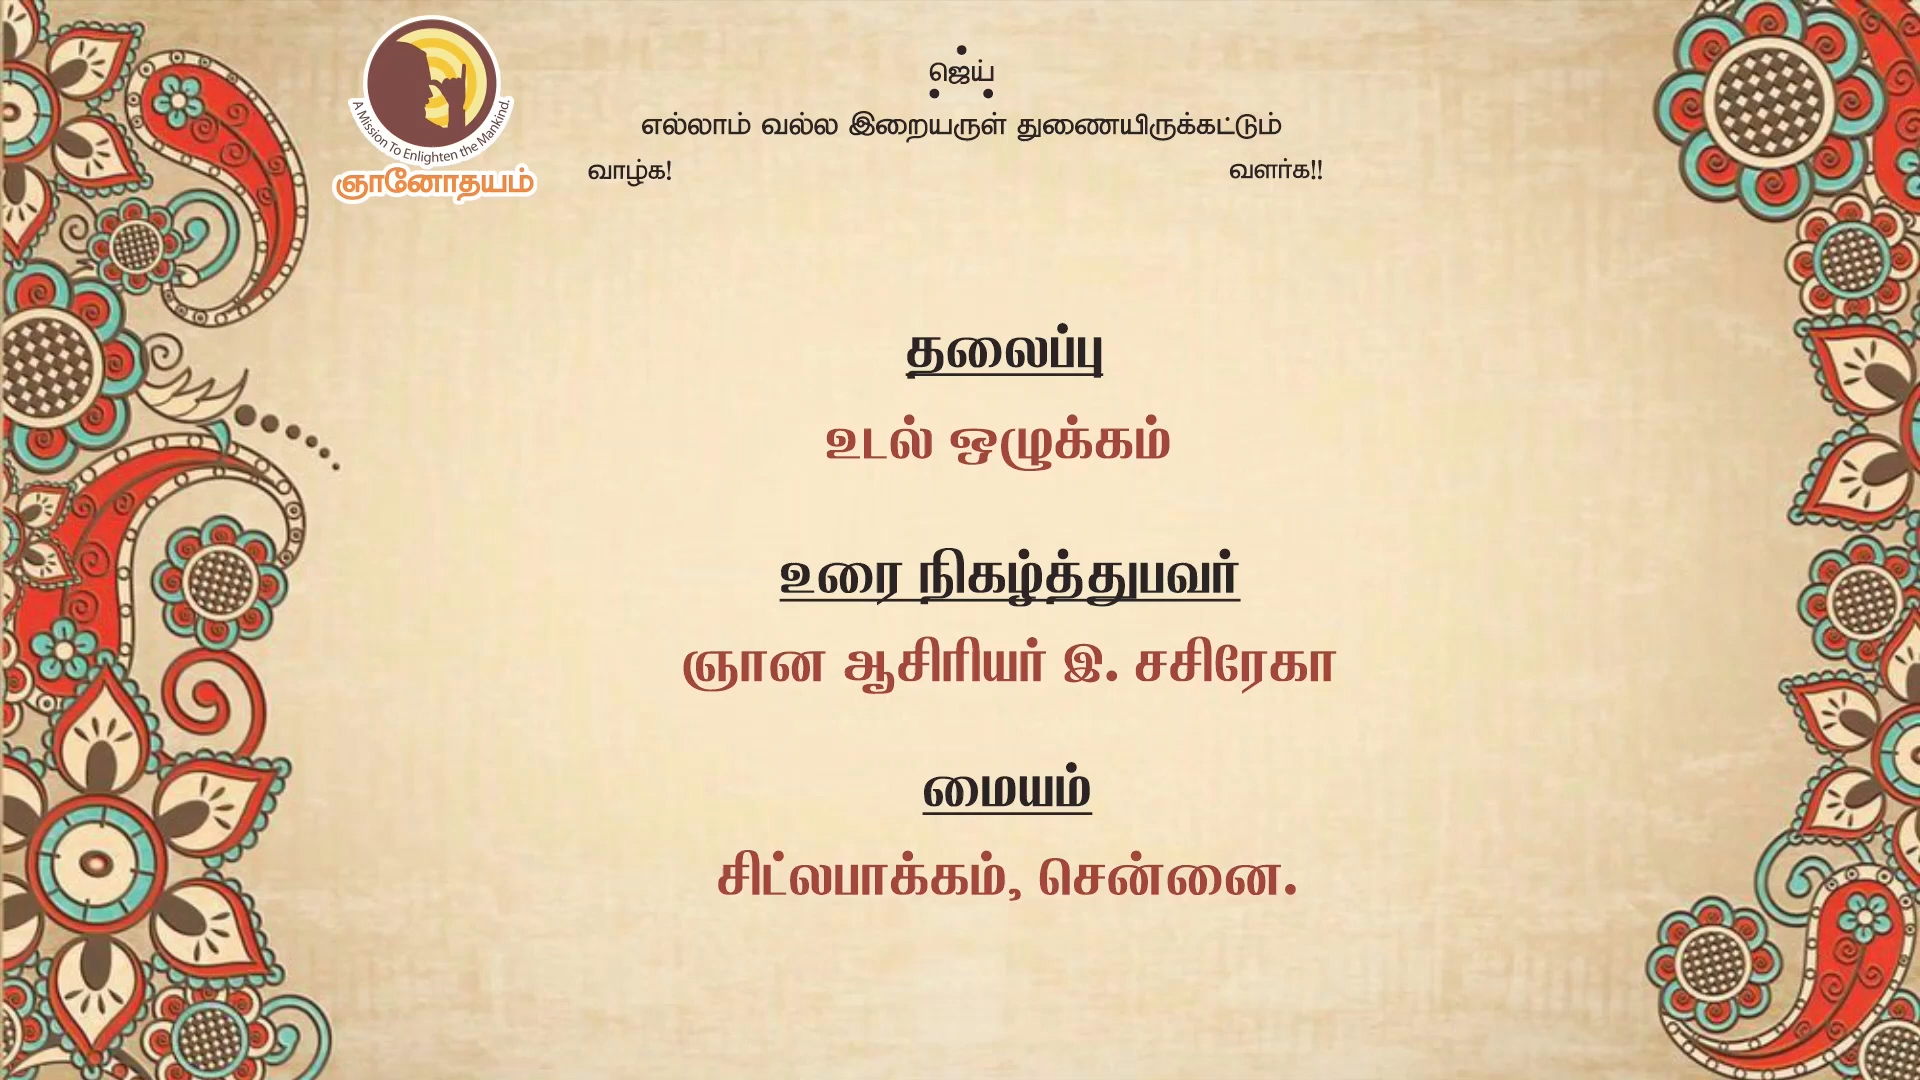 ஜெய்
எல்லாம் வல்ல இறையருள் துணையிருக்கட்டும்
வாழ்க! வளர்க!!
A Mission To Enlighten the Mankind.
ஞானோதயம்
தலைப்பு
உடல் ஒழுக்கம்
உரை நிகழ்த்துபவர்
ஞான ஆசிரியர் இ. சசிரேகா
மையம்
சிட்லபாக்கம், சென்னை.